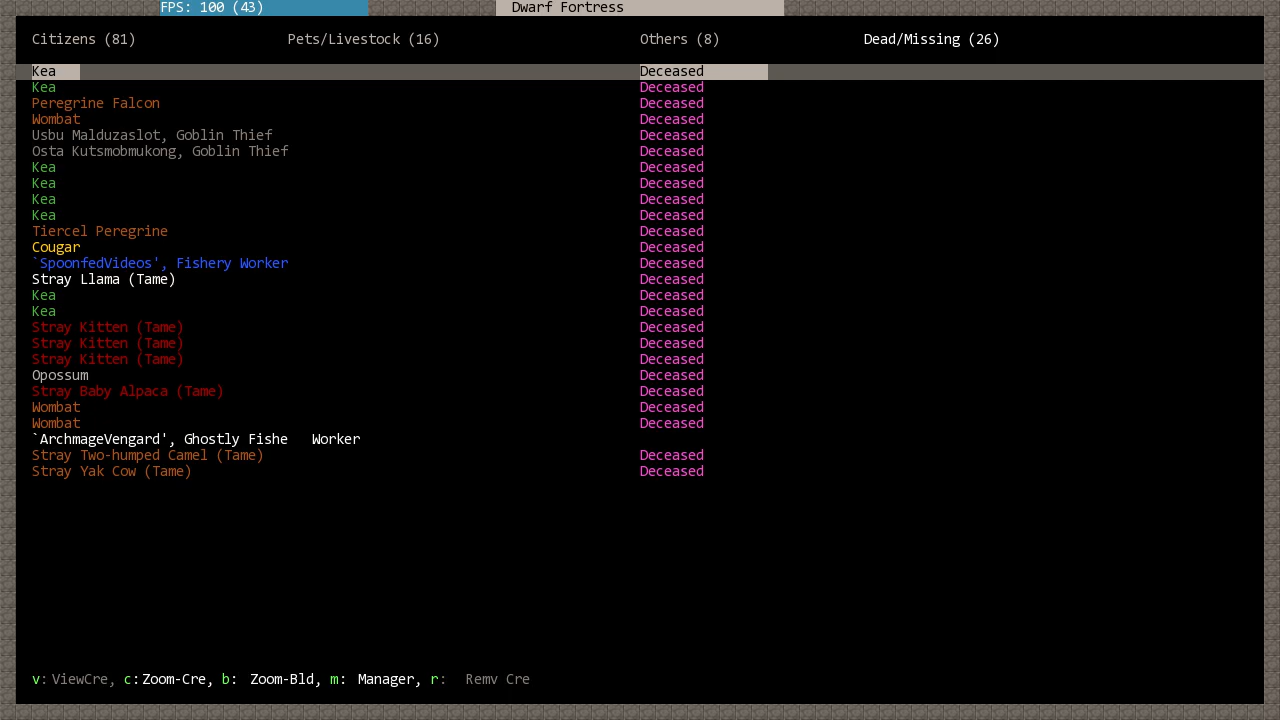 FPS: 100 (43) Dwarf Fortress
Citizens (81) Pets/Livestock (16) Others (8) Dead/Missing (26)
Kea Deceased
Kea Deceased
Peregrine Falcon Deceased
Wombat Deceased
Usbu Malduzaslot, Goblin Thief Deceased
Osta Kutsmobmukong, Goblin Thief Deceased
Kea Deceased
Kea Deceased
Kea Deceased
Kea Deceased
Tiercel Peregrine Deceased
Cougar Deceased
`SpoonfedVideos', Fishery Worker Deceased
Stray Llama (Tame) Deceased
Kea Deceased
Kea Deceased
Stray Kitten (Tame) Deceased
Stray Kitten (Tame) Deceased
Stray Kitten (Tame) Deceased
Opossum Deceased
Stray Baby Alpaca (Tame) Deceased
Wombat Deceased
Wombat Deceased
`ArchmageVengard', Ghostly Fishe Worker
Stray Two-humped Camel (Tame) Deceased
Stray Yak Cow (Tame) Deceased
v: ViewCre, c: Zoom-Cre, b: Zoom-Bld, m: Manager, r: Remv Cre